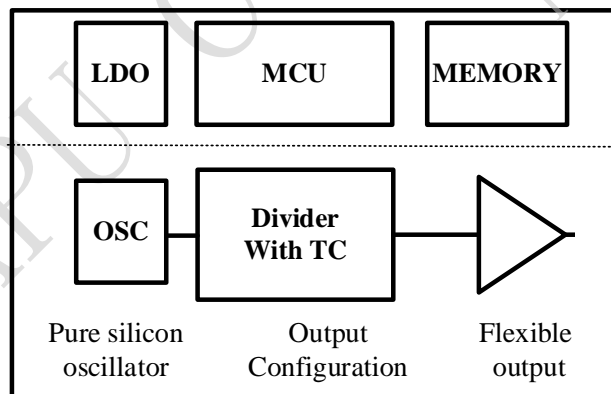 LDO
MCU
MEMORY
OSC
Divider
With TC
Pure silicon
oscillator
Output
Configuration
Flexible
output